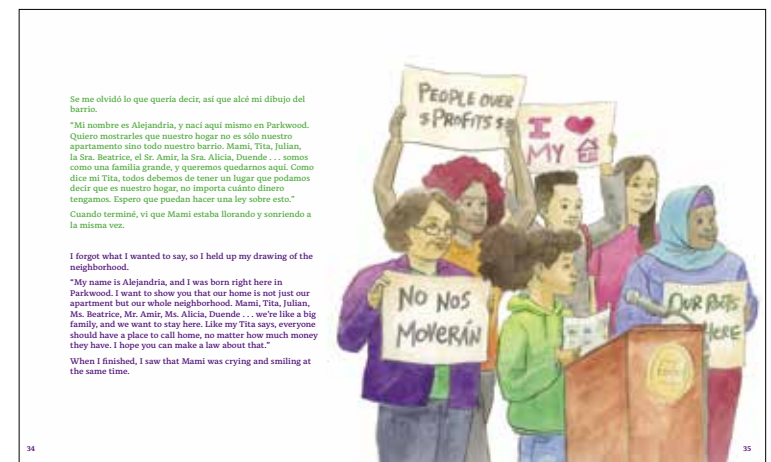 Se me olvidó lo que quería decir, así que alcé mi dibujo del
barrio.
"Mi nombre es Alejandria, y nací aquí mismo en Parkwood.
Quiero mostrarles que nuestro hogar no es sólo nuestro
apartamento sino todo nuestro barrio. Mami, Tita, Julian,
la Sra. Beatrice, el Sr. Amir, la Sra. Alicia, Duende . . . somos
como una familia grande, y queremos quedarnos aquí. Como
dice mi Tita, todos debemos de tener un lugar que podamos
decir que es nuestro hogar, no importa cuánto dinero
tengamos. Espero que puedan hacer una ley sobre esto."
Cuando terminé, vi que Mami estaba llorando y sonriendo a
la misma vez.
I forgot what I wanted to say, so I held up my drawing of the
neighborhood.
"My name is Alejandria, and I was born right here in
Parkwood. I want to show you that our home is not just our
apartment but our whole neighborhood. Mami, Tita, Julian,
Ms. Beatrice, Mr. Amir, Ms. Alicia, Duende . . . we're like a big
family, and we want to stay here. Like my Tita says, everyone
should have a place to call home, no matter how much money
they have. I hope you can make a law about that."
When I finished, I saw that Mami was crying and smiling at
the same time.
34
PEOPLE OVER
$ PROFITS $
I
MY
NO NOS
MOVERÁN
OUR ROOTS
HERE
35